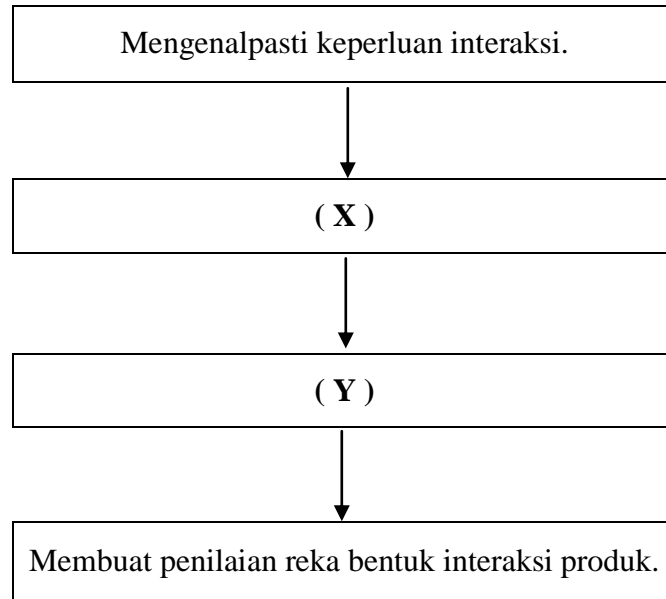 Mengenalpasti keperluan interaksi.
( X )
( Y )
Membuat penilaian reka bentuk interaksi produk.